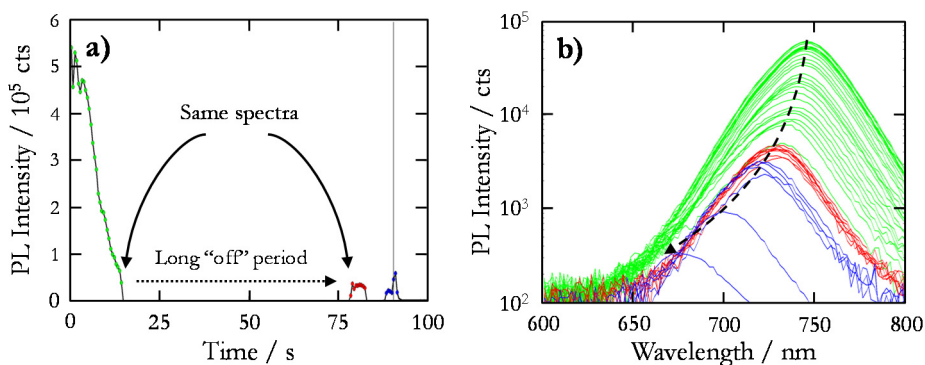 a)
PL Intensity / 10⁵ cts
6
5
4
3
2
1
0
Same spectra
Long “off” period
0 25 50 75 100
Time / s
b)
PL Intensity / cts
10⁵
10⁴
10³
10²
600 650 700 750 800
Wavelength / nm